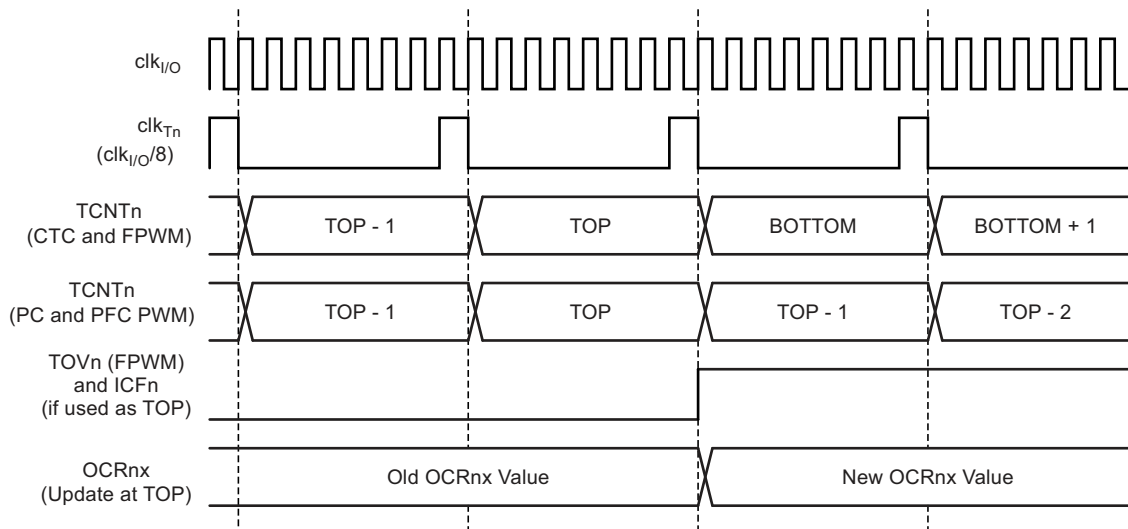 clkI/O
clkTn
(clkI/O/8)
TCNTn
(CTC and FPWM)
TOP - 1
TOP
BOTTOM
BOTTOM + 1
TCNTn
(PC and PFC PWM)
TOP - 1
TOP
TOP - 1
TOP - 2
TOVn (FPWM)
and ICFn
(if used as TOP)
OCRnx
(Update at TOP)
Old OCRnx Value
New OCRnx Value